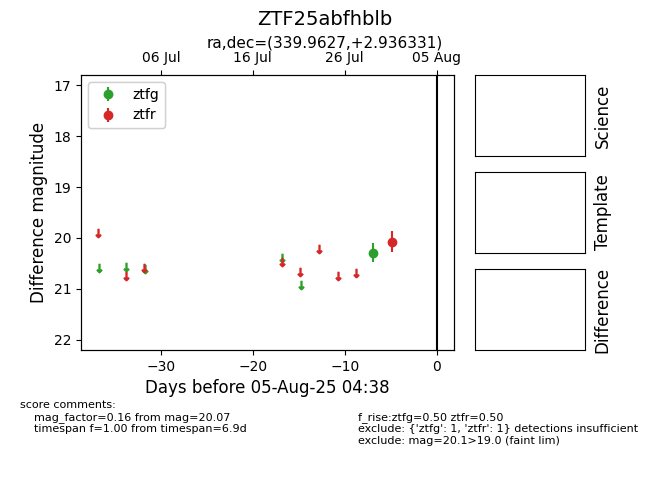 ZTF25abfhblb
ra,dec=(339.9627,+2.936331)
06 Jul
16 Jul
26 Jul
05 Aug
ztfg
ztfr
17
18
19
20
21
22
Difference magnitude
−30
−20
−10
0
Days before 05-Aug-25 04:38
Science
Template
Difference
score comments:
mag_factor=0.16 from mag=20.07
timespan f=1.00 from timespan=6.9d
f_rise:ztfg=0.50 ztfr=0.50
exclude: {'ztfg': 1, 'ztfr': 1} detections insufficient
exclude: mag=20.1>19.0 (faint lim)